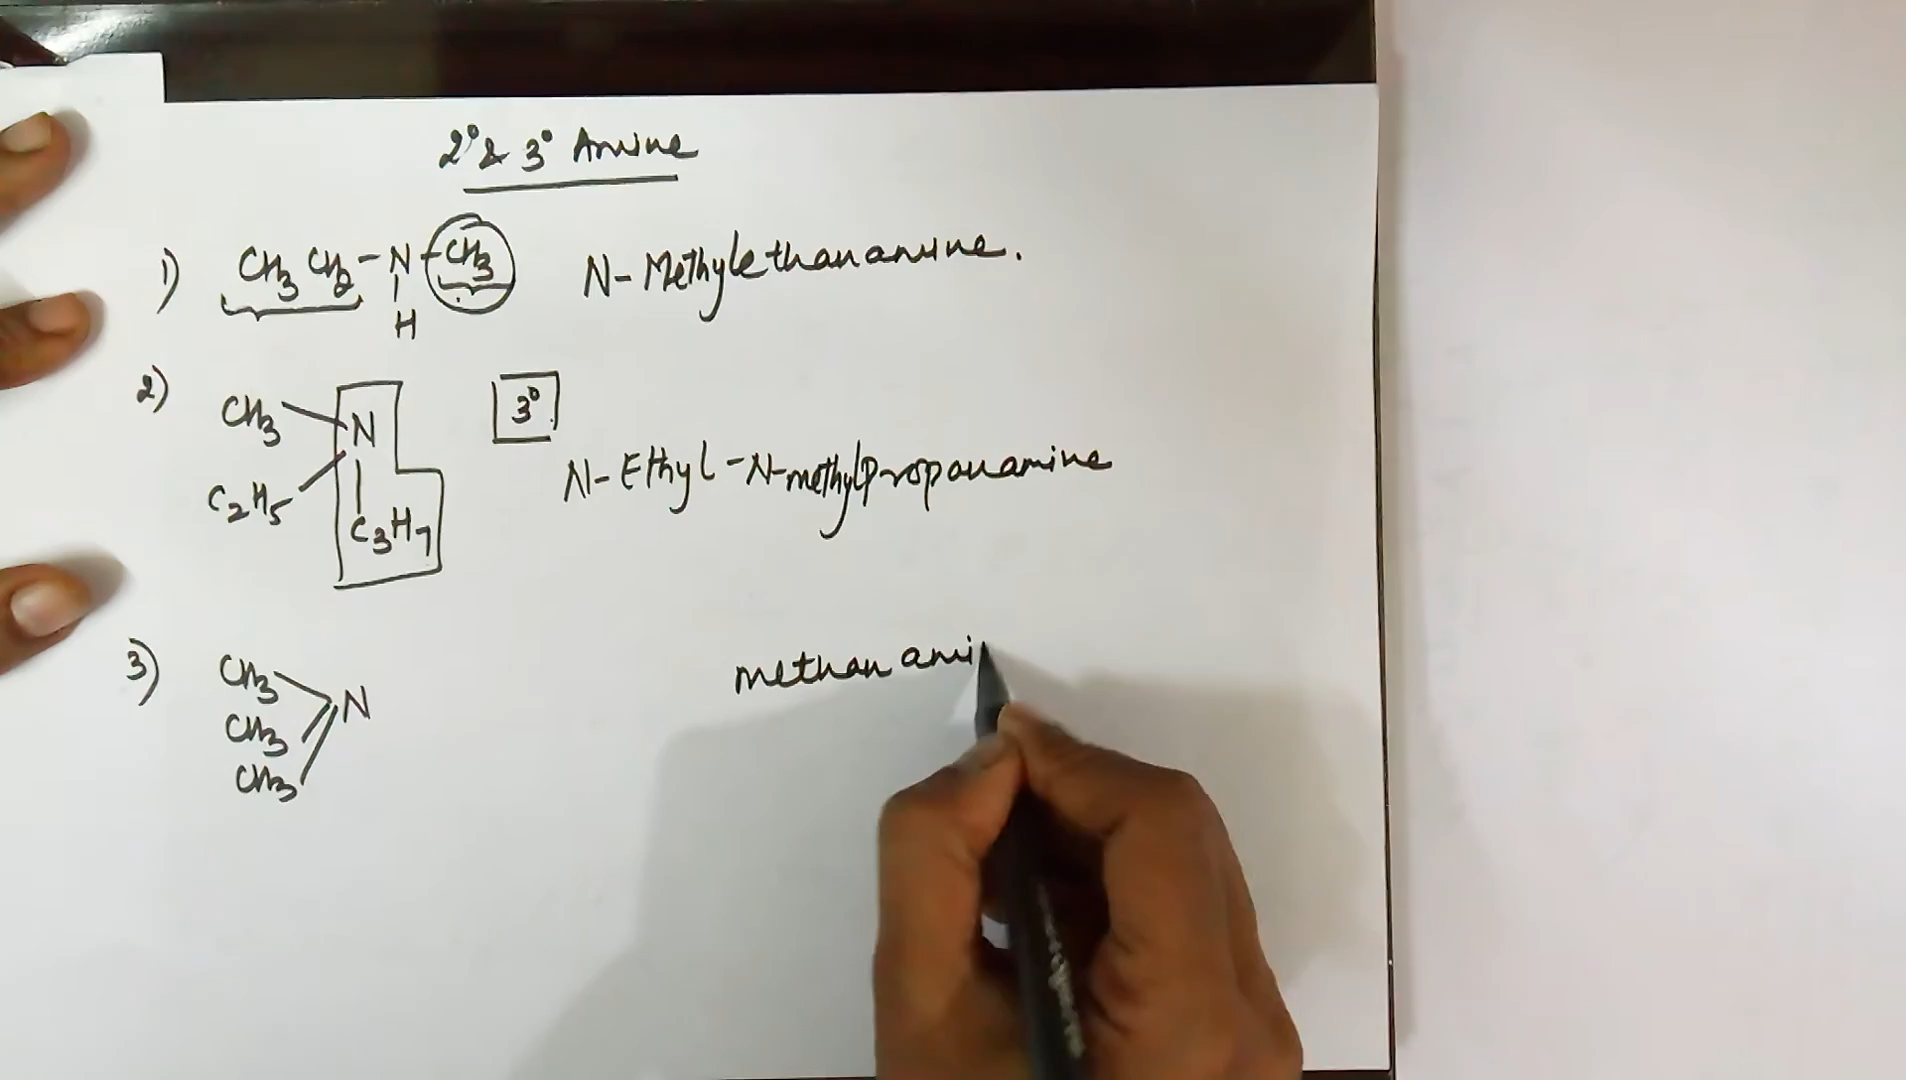 2° & 3° Amine
1) CH3 CH2 - N - CH3 N-Methylethanamine.
H
2) CH3 N 3°
C2H5 N-Ethyl-N-methylpropanamine
C3H7
3) CH3 N methanami
CH3
CH3